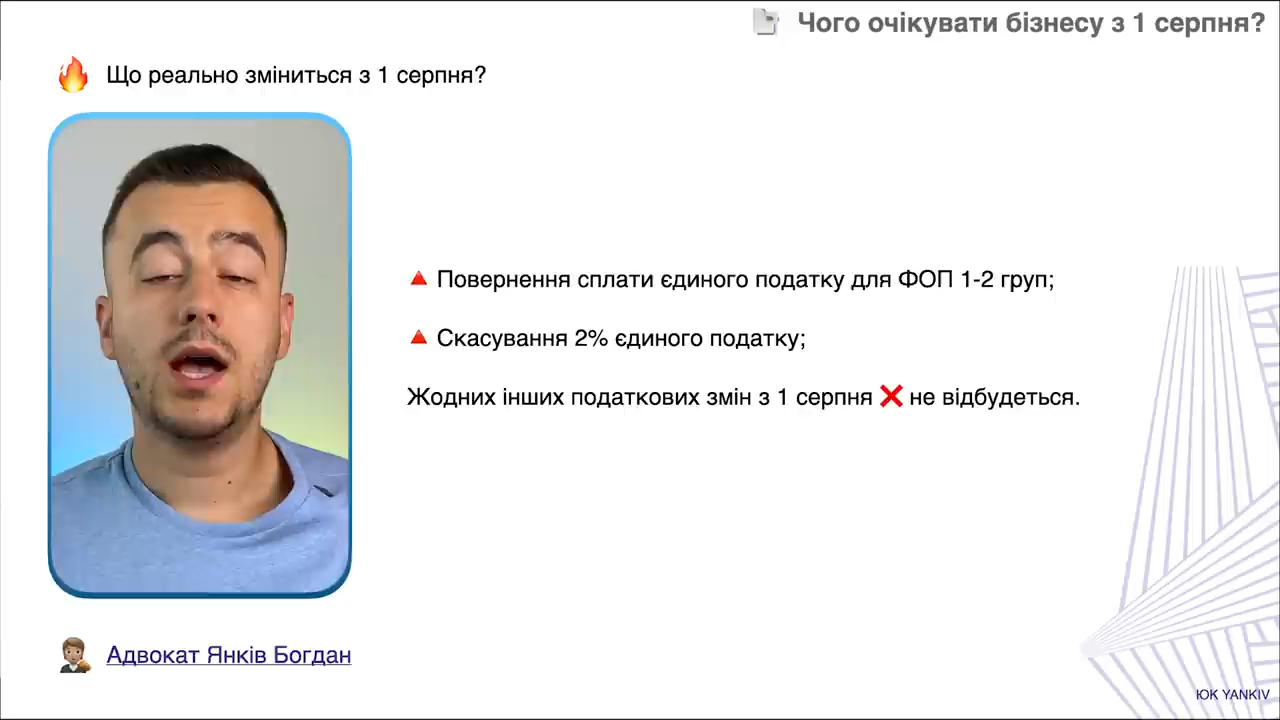 Чого очікувати бізнесу з 1 серпня?
Що реально зміниться з 1 серпня?
Повернення сплати єдиного податку для ФОП 1-2 груп;
Скасування 2% єдиного податку;
Жодних інших податкових змін з 1 серпня ❌ не відбудеться.
Адвокат Янків Богдан
ЮК YANKIV